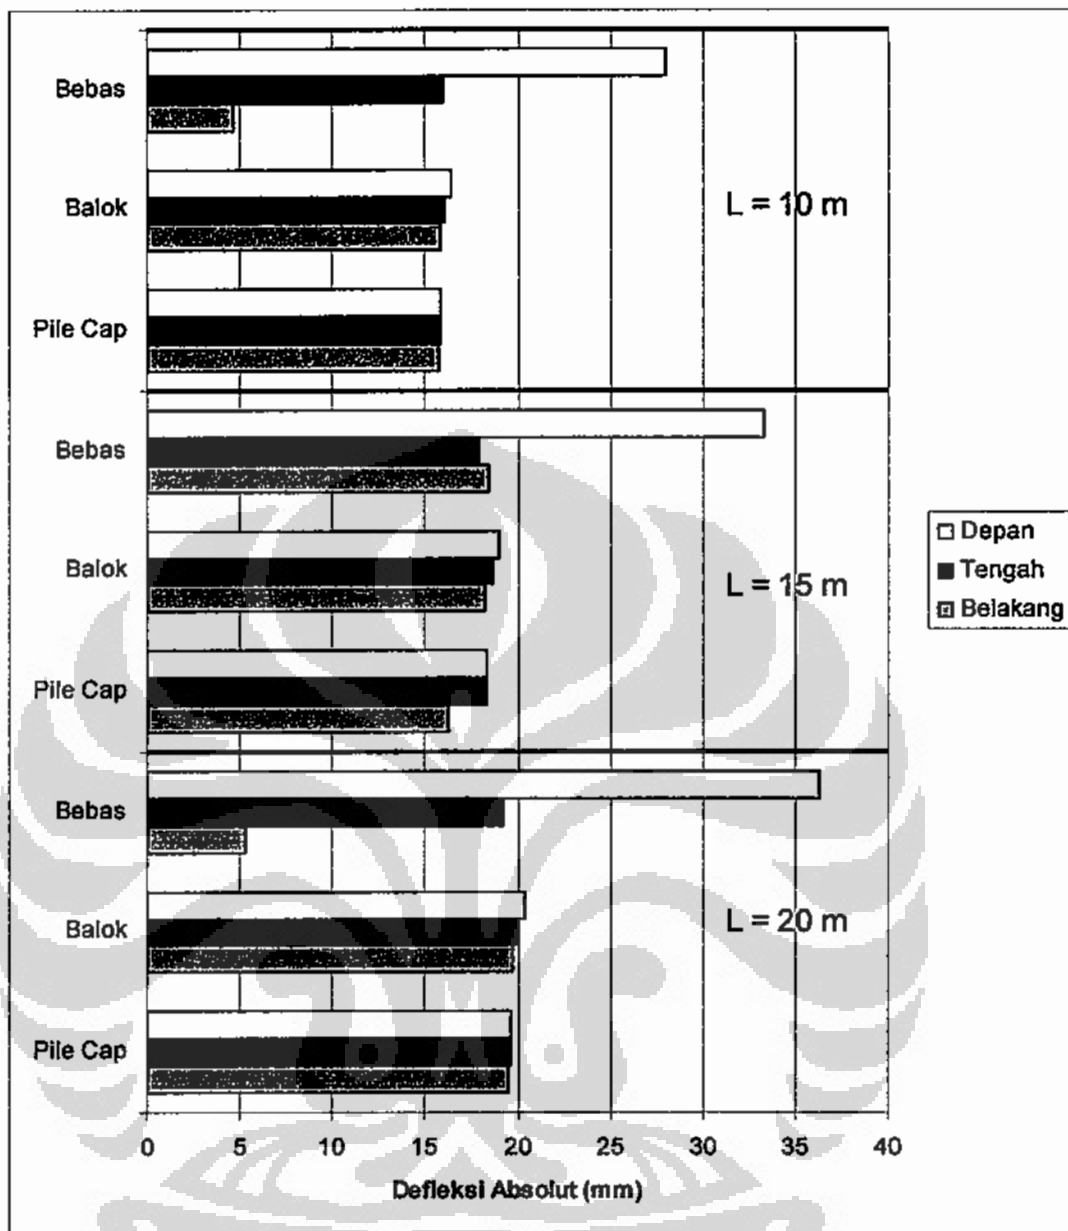 Bebas
Balok
L = 10 m
Pile Cap
Bebas
Balok
L = 15 m
Pile Cap
Bebas
Balok
L = 20 m
Pile Cap
0 5 10 15 20 25 30 35 40
Defleksi Absolut (mm)
Depan
Tengah
Belakang